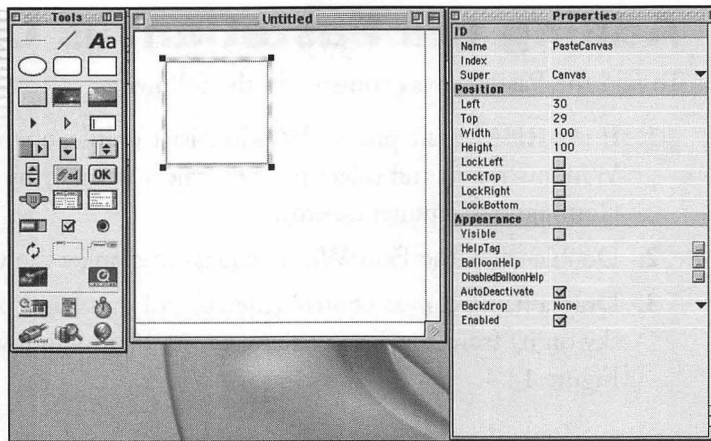 Tools
Untitled
Properties
Aa
ad
OK
ID
Name PasteCanvas
Index
Super Canvas
Position
Left 30
Top 29
Width 100
Height 100
LockLeft
LockTop
LockRight
LockBottom
Appearance
Visible
HelpTag
BalloonHelp
DisabledBalloonHelp
AutoDeactivate
Backdrop None
Enabled